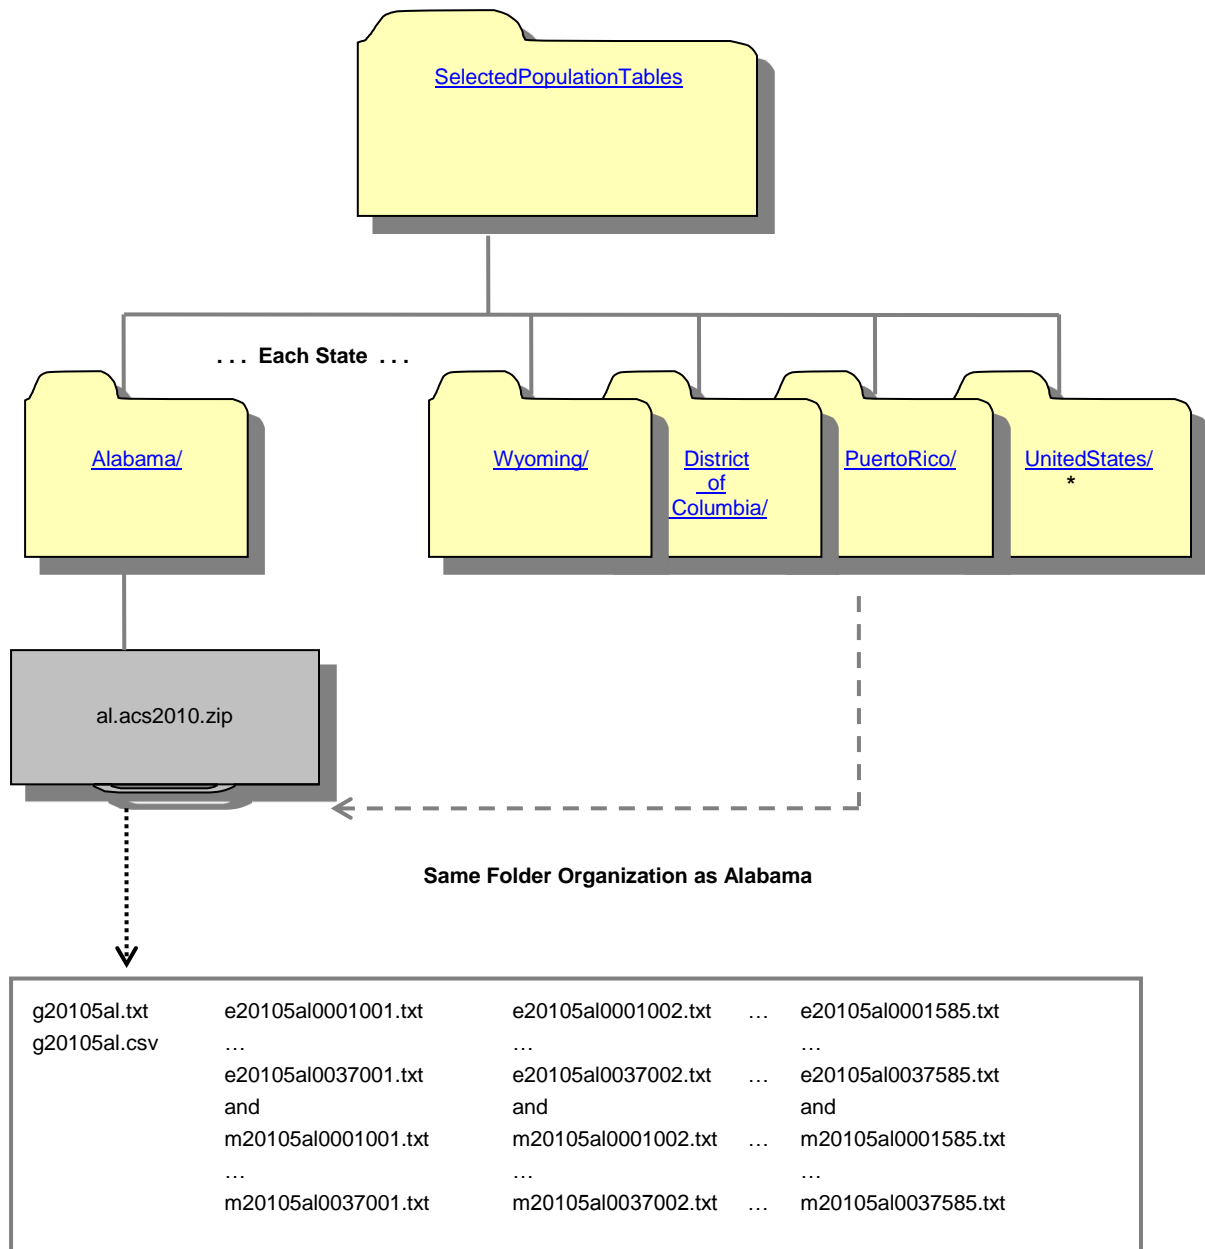 SelectedPopulationTables
. . . Each State . . .
Alabama/
Wyoming/
District
_of
Columbia/
PuertoRico/
UnitedStates/
*
al.acs2010.zip
Same Folder Organization as Alabama
g20105al.txt e20105al0001001.txt e20105al0001002.txt … e20105al0001585.txt
g20105al.csv … … …
e20105al0037001.txt e20105al0037002.txt … e20105al0037585.txt
and and and
m20105al0001001.txt m20105al0001002.txt … m20105al0001585.txt
… … …
m20105al0037001.txt m20105al0037002.txt … m20105al0037585.txt